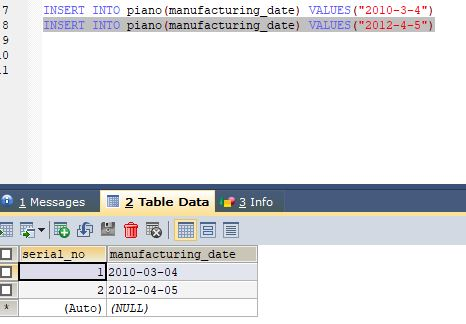 7 INSERT INTO piano(manufacturing_date) VALUES("2010-3-4")
8 INSERT INTO piano(manufacturing_date) VALUES("2012-4-5")
9
0
1
1 Messages 2 Table Data 3 Info
serial_no manufacturing_date
1 2010-03-04
2 2012-04-05
* (Auto) (NULL)